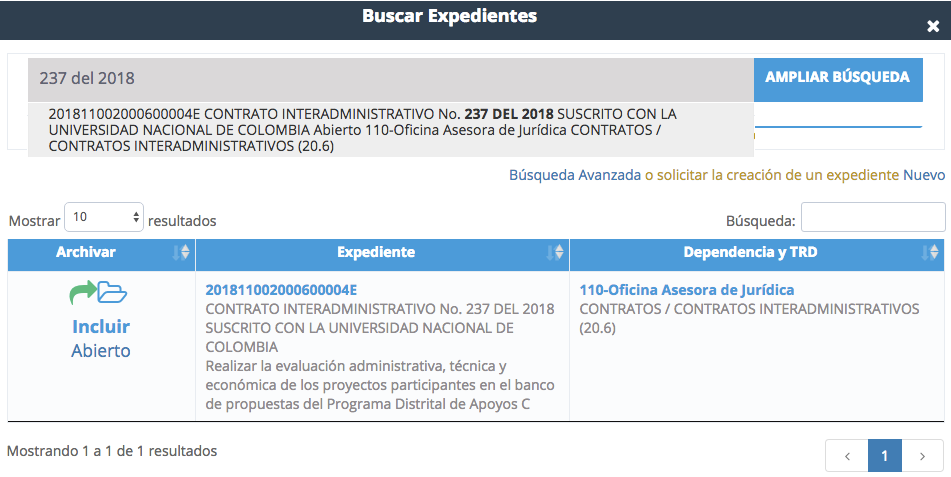 Buscar Expedientes
×
237 del 2018
AMPLIAR BÚSQUEDA
201811002000600004E CONTRATO INTERADMINISTRATIVO No. 237 DEL 2018 SUSCRITO CON LA
UNIVERSIDAD NACIONAL DE COLOMBIA Abierto 110-Oficina Asesora de Jurídica CONTRATOS /
CONTRATOS INTERADMINISTRATIVOS (20.6)
Búsqueda Avanzada o solicitar la creación de un expediente Nuevo
Mostrar 10 resultados
Búsqueda:
Archivar Expediente Dependencia y TRD
Incluir
Abierto
201811002000600004E
CONTRATO INTERADMINISTRATIVO No. 237 DEL 2018
SUSCRITO CON LA UNIVERSIDAD NACIONAL DE
COLOMBIA
Realizar la evaluación administrativa, técnica y
económica de los proyectos participantes en el banco
de propuestas del Programa Distrital de Apoyos C
110-Oficina Asesora de Jurídica
CONTRATOS / CONTRATOS INTERADMINISTRATIVOS
(20.6)
Mostrando 1 a 1 de 1 resultados
‹ 1 ›